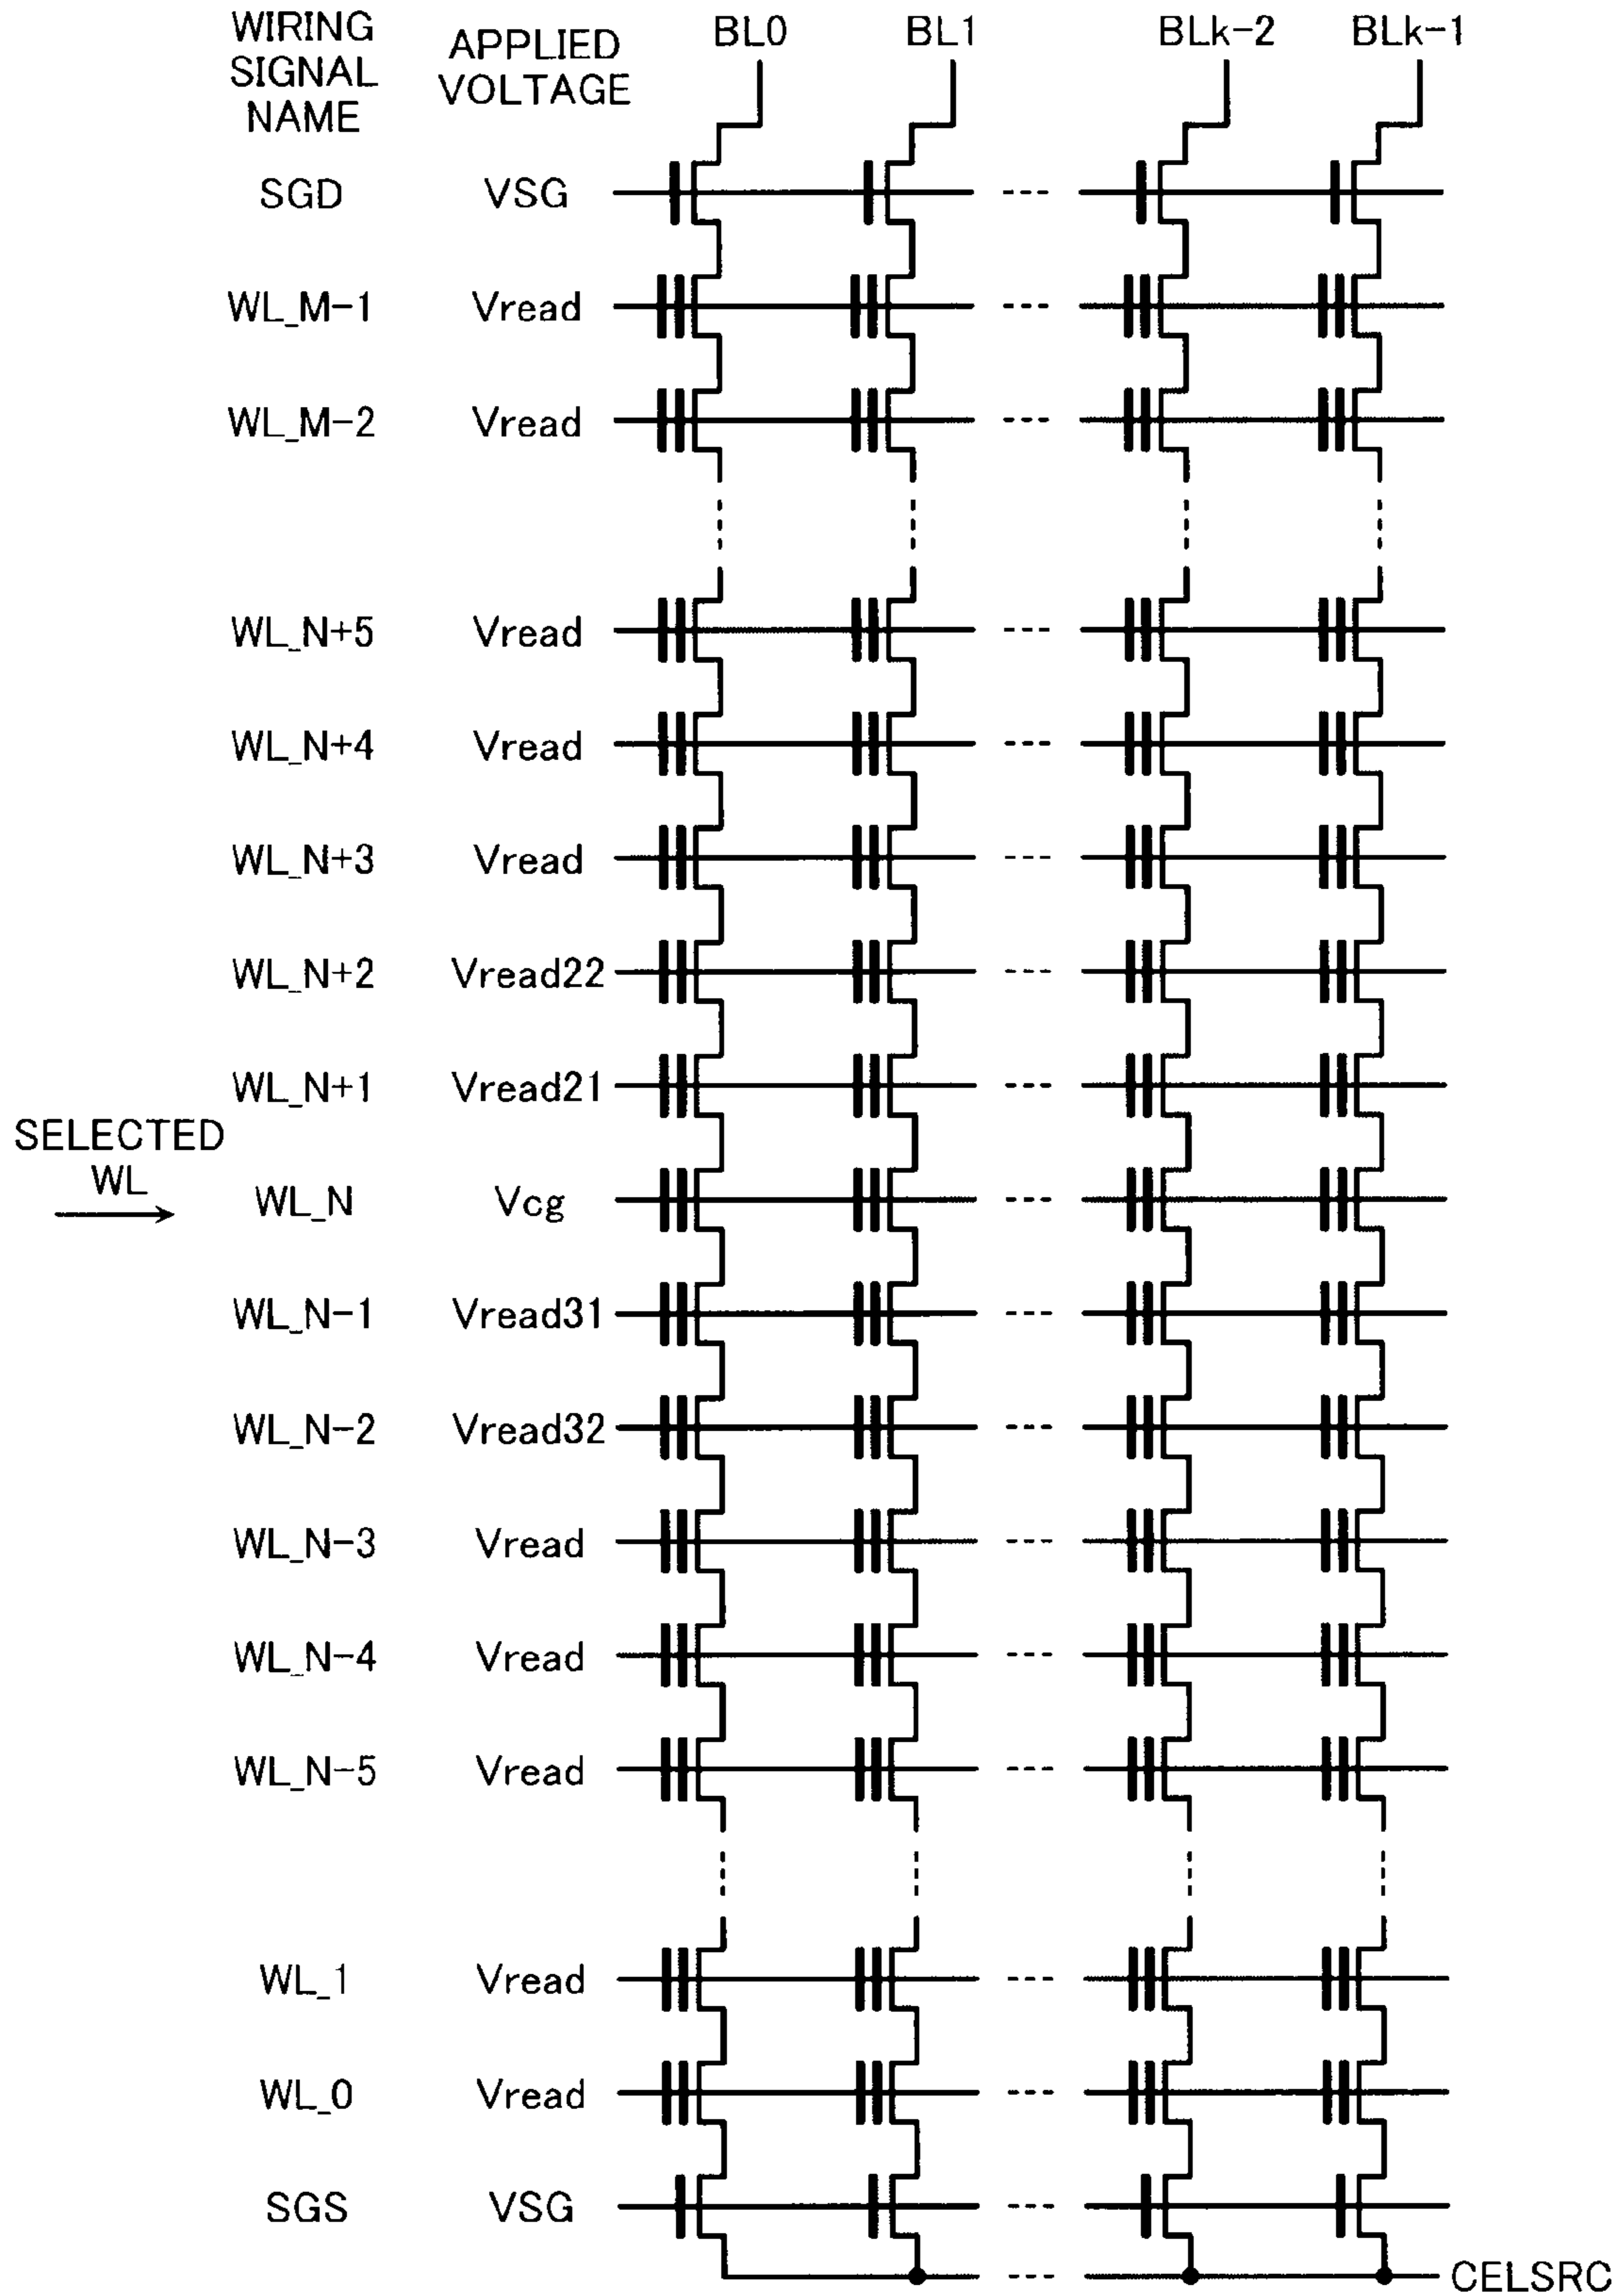 WIRING
SIGNAL
NAME
APPLIED
VOLTAGE
BL0 BL1 BLk-2 BLk-1
SGD VSG
WL_M-1 Vread
WL_M-2 Vread
WL_N+5 Vread
WL_N+4 Vread
WL_N+3 Vread
WL_N+2 Vread22
WL_N+1 Vread21
SELECTED
WL
WL_N Vcg
WL_N-1 Vread31
WL_N-2 Vread32
WL_N-3 Vread
WL_N-4 Vread
WL_N-5 Vread
WL_1 Vread
WL_0 Vread
SGS VSG
CELSRC